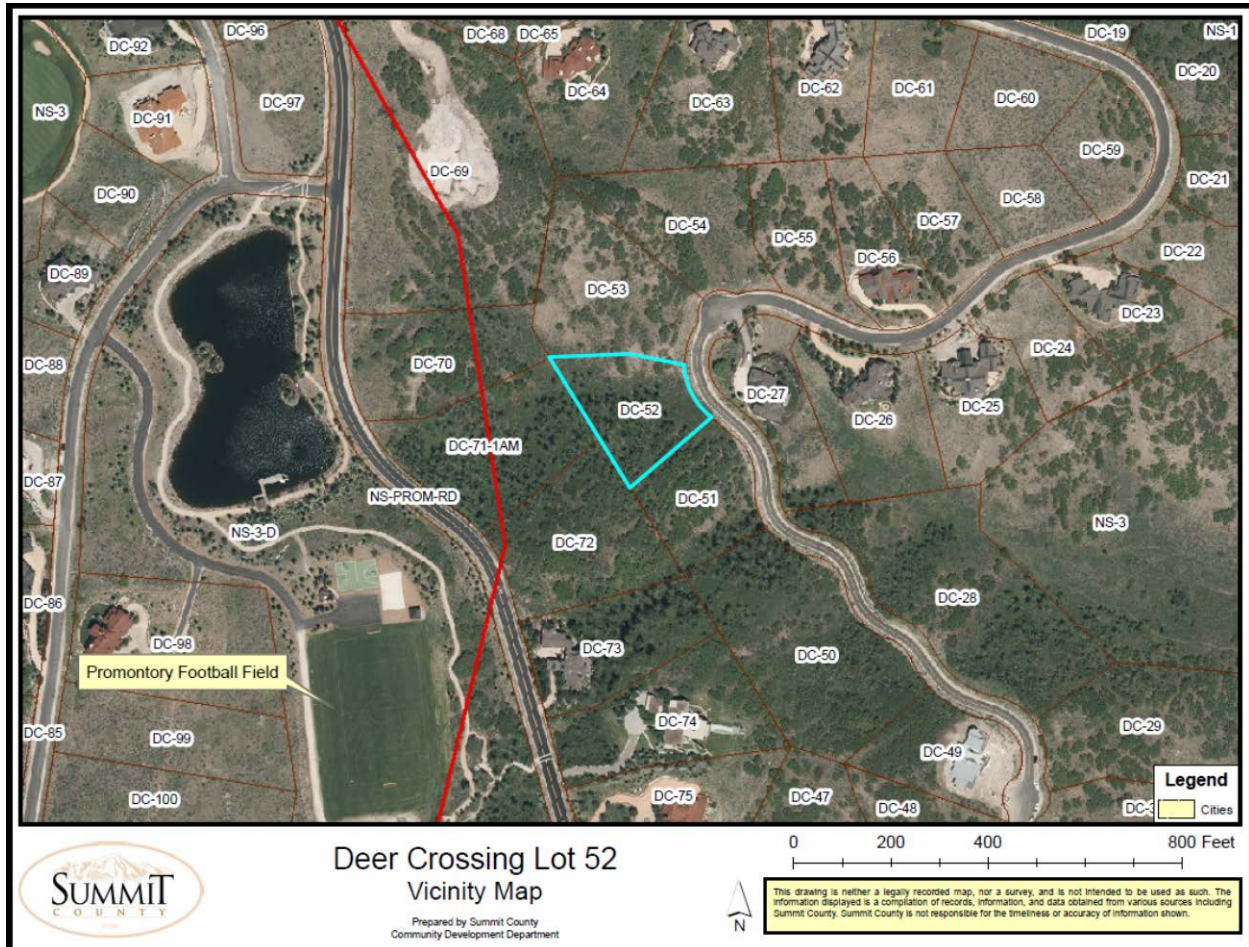 DC-92
DC-96
DC-68
DC-65
DC-19
NS-1
DC-64
DC-63
DC-62
DC-61
DC-60
DC-20
NS-3
DC-91
DC-97
DC-59
DC-69
DC-21
DC-90
DC-58
DC-54
DC-57
DC-55
DC-22
DC-56
DC-89
DC-53
DC-23
DC-24
DC-88
DC-70
DC-27
DC-25
DC-52
DC-26
DC-71-1AM
DC-87
NS-PROM-RD
DC-51
NS-3
NS-3-D
DC-72
DC-28
DC-86
DC-98
DC-73
DC-50
Promontory Football Field
DC-74
DC-85
DC-99
DC-29
DC-49
DC-100
DC-75
DC-47
DC-48
Legend
Cities
SUMMIT
COUNTY
Deer Crossing Lot 52
Vicinity Map
Prepared by Summit County
Community Development Department
0 200 400 800 Feet
N
This drawing is neither a legally recorded map, nor a survey, and is not intended to be used as such. The
information displayed is a compilation of records, information, and data obtained from various sources including
Summit County. Summit County is not responsible for the timeliness or accuracy of information shown.